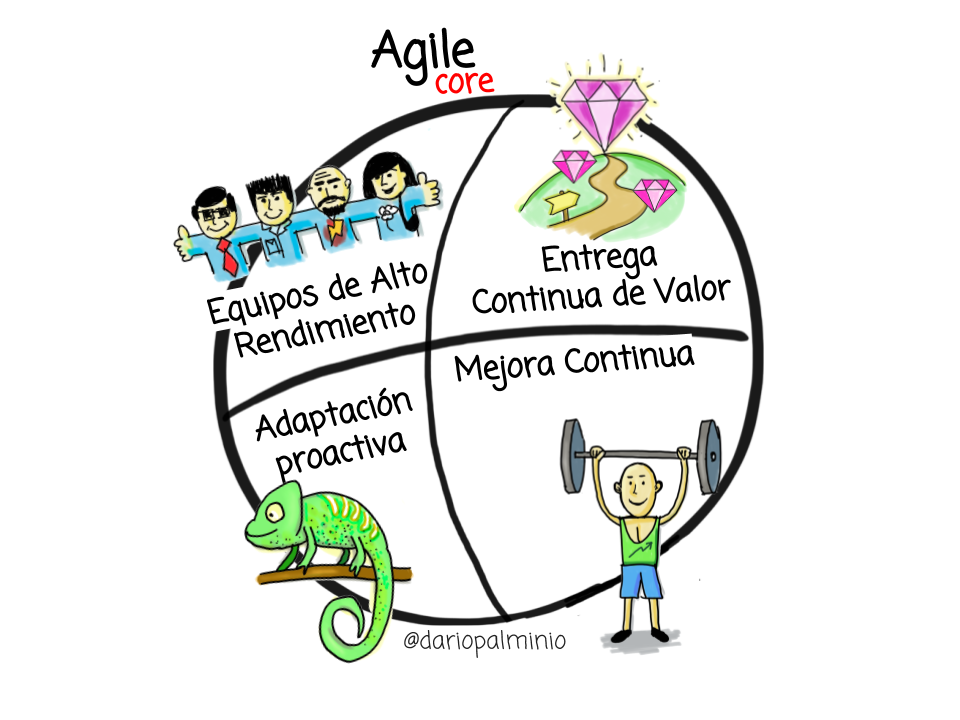 Agile
core
Equipos de Alto
Rendimiento
Entrega
Continua de Valor
Mejora Continua
Adaptación
proactiva
@dariopalminio